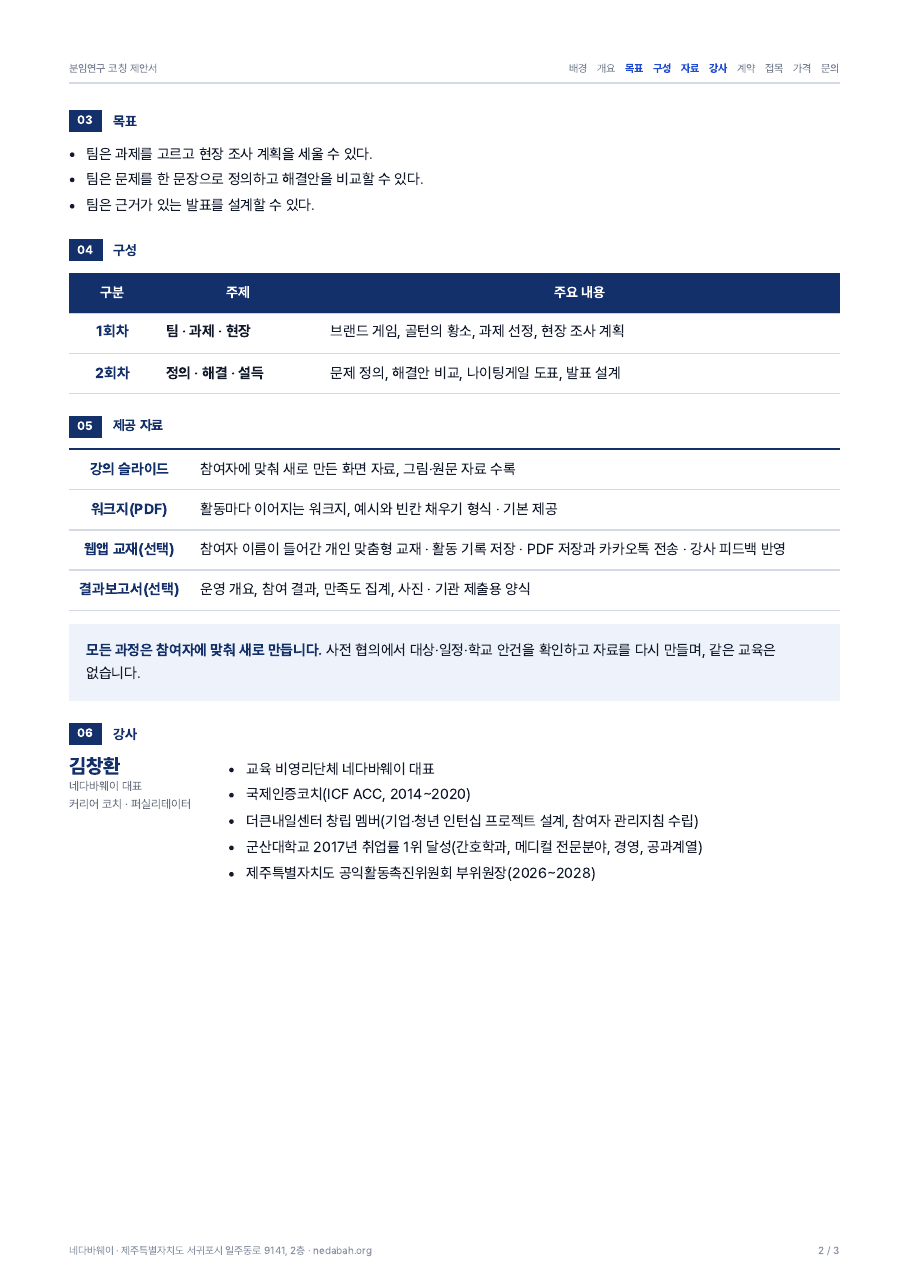 분임연구 코칭 제안서
배경 개요 목표 구성 자료 강사 계약 접목 가격 문의
03 목표
• 팀은 과제를 고르고 현장 조사 계획을 세울 수 있다.
• 팀은 문제를 한 문장으로 정의하고 해결안을 비교할 수 있다.
• 팀은 근거가 있는 발표를 설계할 수 있다.
04 구성
구분 주제 주요 내용
1회차 팀 · 과제 · 현장 브랜드 게임, 골턴의 황소, 과제 선정, 현장 조사 계획
2회차 정의 · 해결 · 설득 문제 정의, 해결안 비교, 나이팅게일 도표, 발표 설계
05 제공 자료
강의 슬라이드 참여자에 맞춰 새로 만든 화면 자료, 그림·원문 자료 수록
워크지(PDF) 활동마다 이어지는 워크지, 예시와 빈칸 채우기 형식 · 기본 제공
웹앱 교재(선택) 참여자 이름이 들어간 개인 맞춤형 교재 · 활동 기록 저장 · PDF 저장과 카카오톡 전송 · 강사 피드백 반영
결과보고서(선택) 운영 개요, 참여 결과, 만족도 집계, 사진 · 기관 제출용 양식
모든 과정은 참여자에 맞춰 새로 만듭니다. 사전 협의에서 대상·일정·학교 안건을 확인하고 자료를 다시 만들며, 같은 교육은
없습니다.
06 강사
김창환
네다바웨이 대표
커리어 코치 · 퍼실리테이터
• 교육 비영리단체 네다바웨이 대표
• 국제인증코치(ICF ACC, 2014~2020)
• 더큰내일센터 창립 멤버(기업·청년 인턴십 프로젝트 설계, 참여자 관리지침 수립)
• 군산대학교 2017년 취업률 1위 달성(간호학과, 메디컬 전문분야, 경영, 공과계열)
• 제주특별자치도 공익활동촉진위원회 부위원장(2026~2028)
네다바웨이 · 제주특별자치도 서귀포시 일주동로 9141, 2층 · nedabah.org
2 / 3